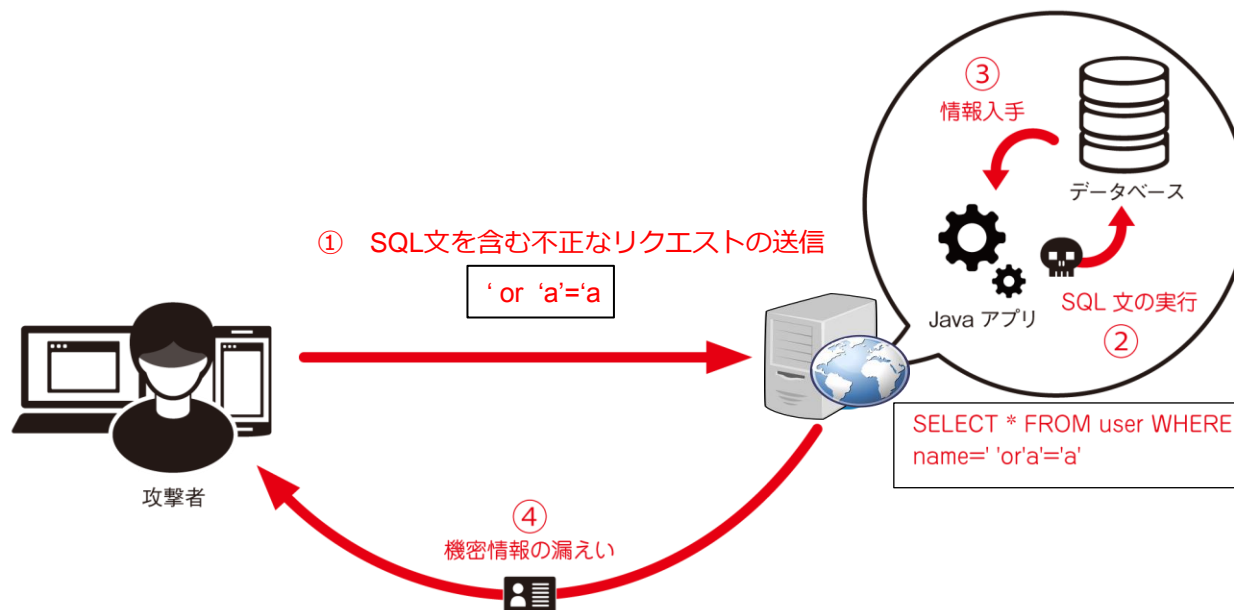 ③
情報入手
データベース
① SQL文を含む不正なリクエストの送信
‘ or ‘a’=‘a
Java アプリ
SQL 文の実行
②
SELECT * FROM user WHERE
name=' 'or'a'='a'
攻撃者
④
機密情報の漏えい